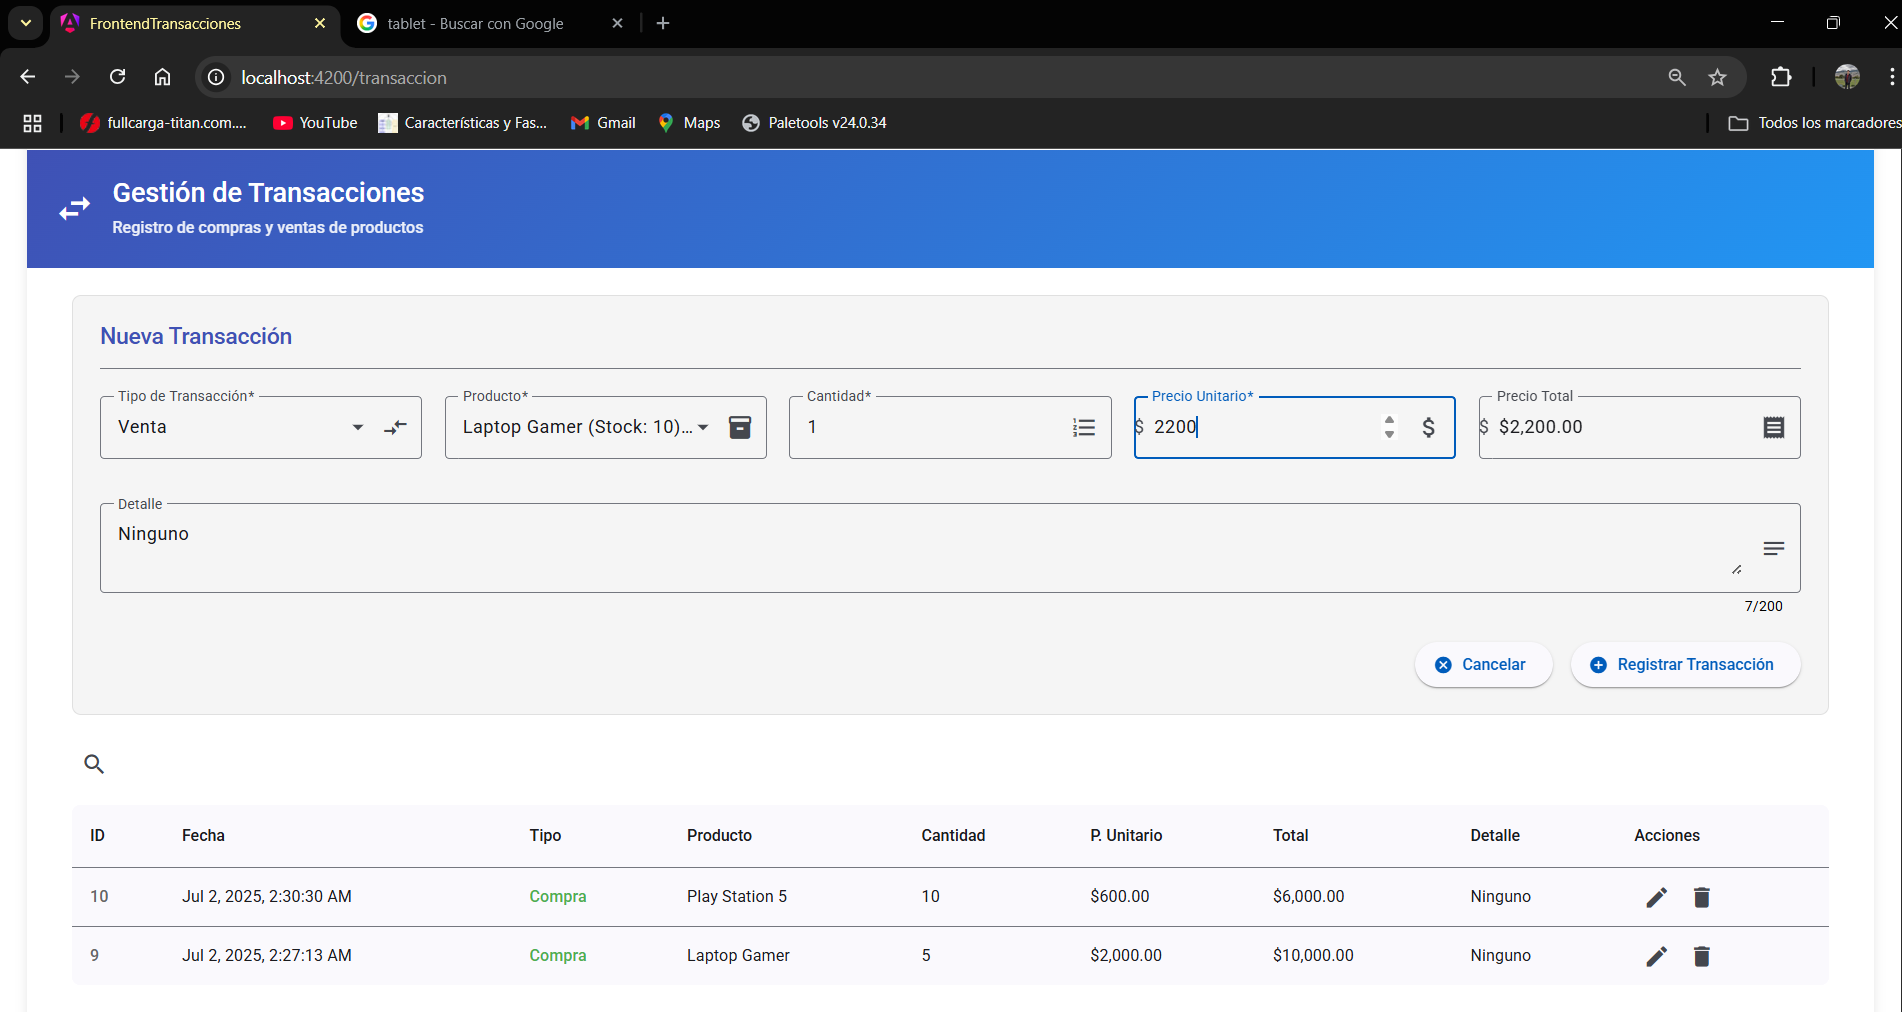 FrontendTransacciones
tablet - Buscar con Google
localhost:4200/transaccion
fullcarga-titan.com....
YouTube
Características y Fas...
Gmail
Maps
Paletools v24.0.34
Todos los marcadores
Gestión de Transacciones
Registro de compras y ventas de productos
Nueva Transacción
Tipo de Transacción* Producto* Cantidad* Precio Unitario* Precio Total
Venta Laptop Gamer (Stock: 10)... 1 $ 2200 $ $ $2,200.00
Detalle
Ninguno
7/200
Cancelar Registrar Transacción
ID Fecha Tipo Producto Cantidad P. Unitario Total Detalle Acciones
10 Jul 2, 2025, 2:30:30 AM Compra Play Station 5 10 $600.00 $6,000.00 Ninguno
9 Jul 2, 2025, 2:27:13 AM Compra Laptop Gamer 5 $2,000.00 $10,000.00 Ninguno